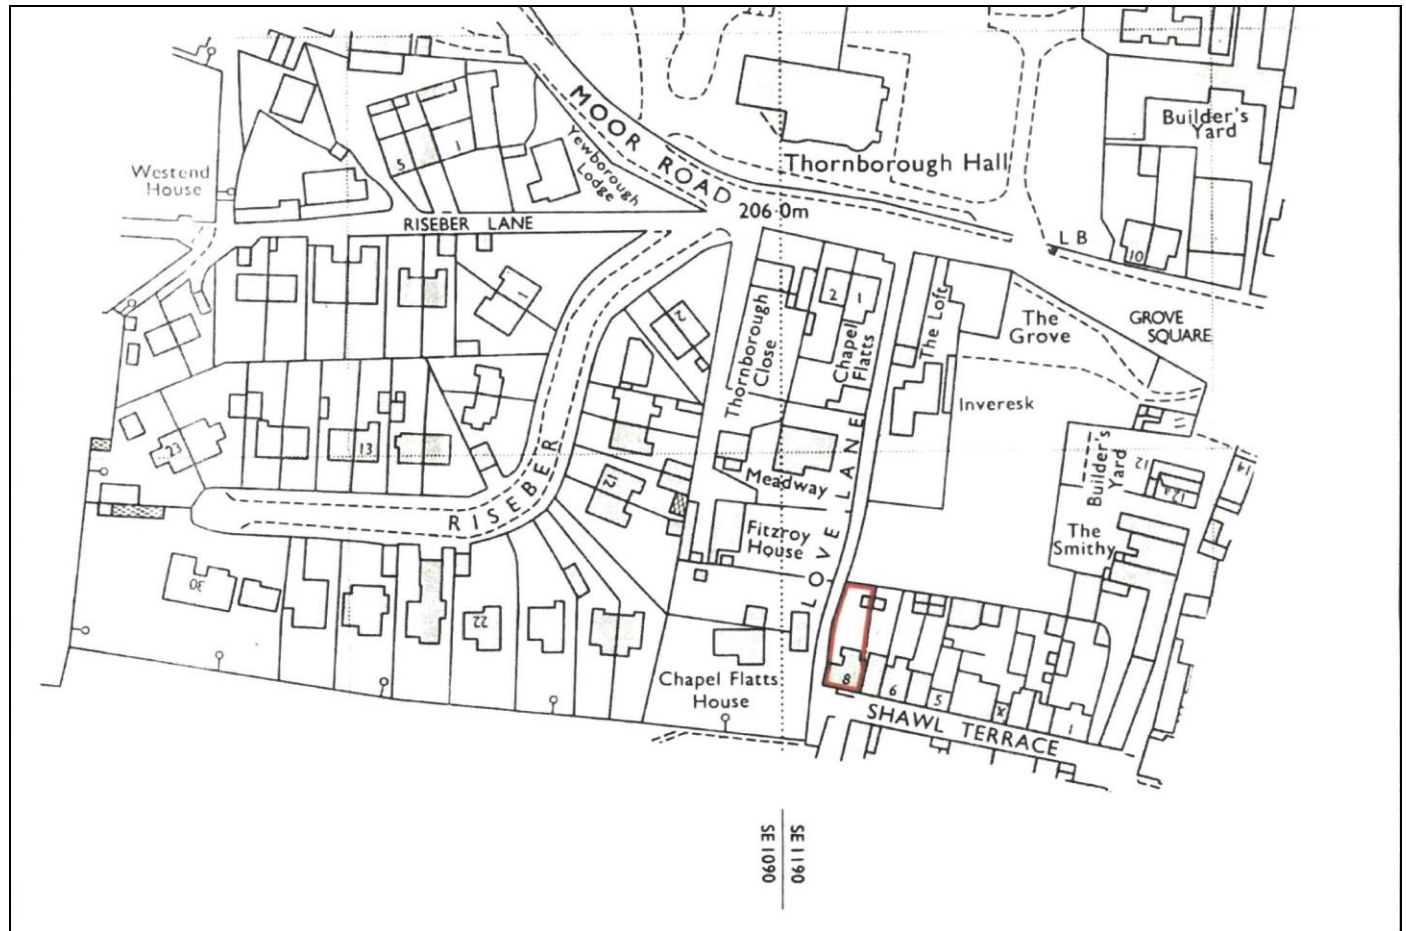 MOOR ROAD
Builder's
Yard
Westend
House
5
1
Yewborough
Lodge
Thornborough Hall
206·0m
RISEBER LANE
L B
10
1
2
2
1
Thornborough
Close
Chapel
Flatts
The Loft
The
Grove
GROVE
SQUARE
Inveresk
23
13
RISEBER
12
Meadway
LOVE LANE
Builder's
Yard
12
12a
14
Fitzroy
House
The
Smithy
30
22
Chapel Flatts
House
8
6
5
1
SHAWL TERRACE
SE 1090
SE 1190